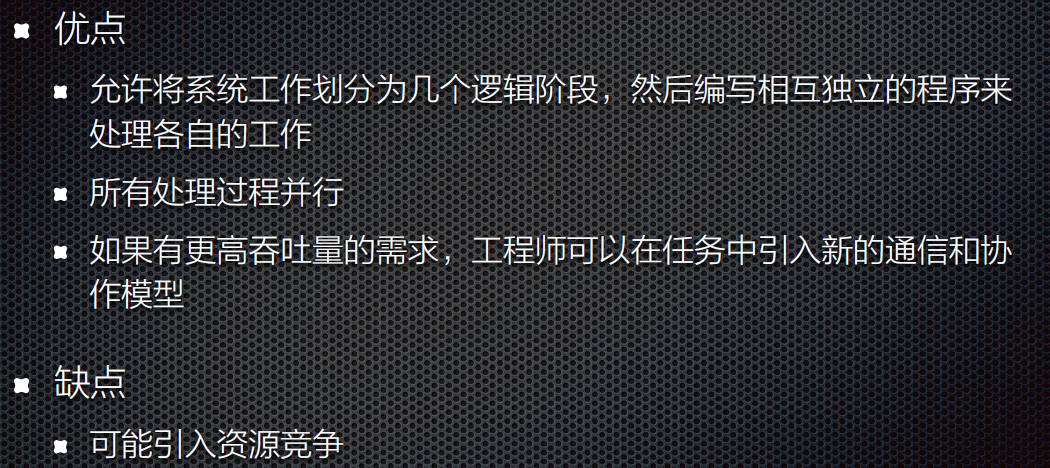 优点
允许将系统工作划分为几个逻辑阶段，然后编写相互独立的程序来
处理各自的工作
所有处理过程并行
如果有更高吞吐量的需求，工程师可以在任务中引入新的通信和协
作模型
缺点
可能引入资源竞争